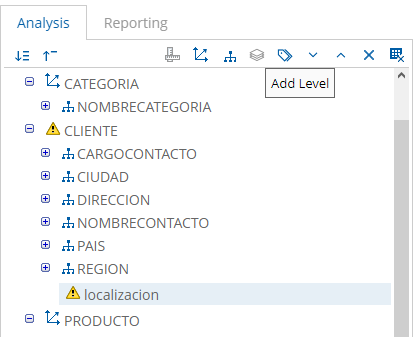 Analysis Reporting
Add Level
CATEGORIA
NOMBRECATEGORIA
CLIENTE
CARGOCONTACTO
CIUDAD
DIRECCION
NOMBRECONTACTO
PAIS
REGION
localizacion
PRODUCTO